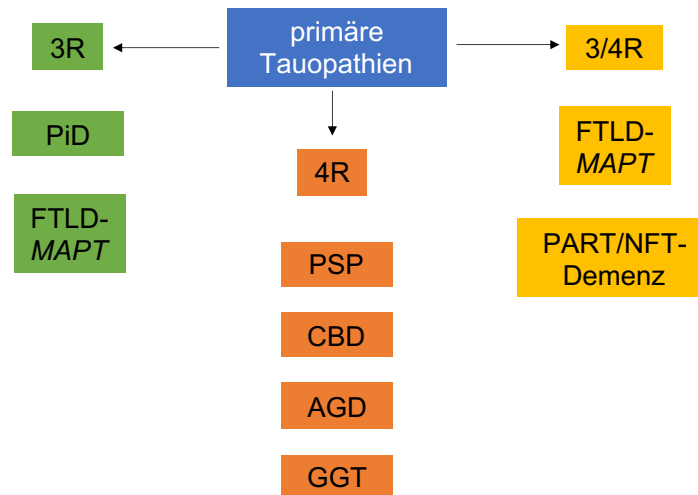 primäre
Tauopathien
3R
PiD
FTLD-
MAPT
4R
PSP
CBD
AGD
GGT
3/4R
FTLD-
MAPT
PART/NFT-
Demenz